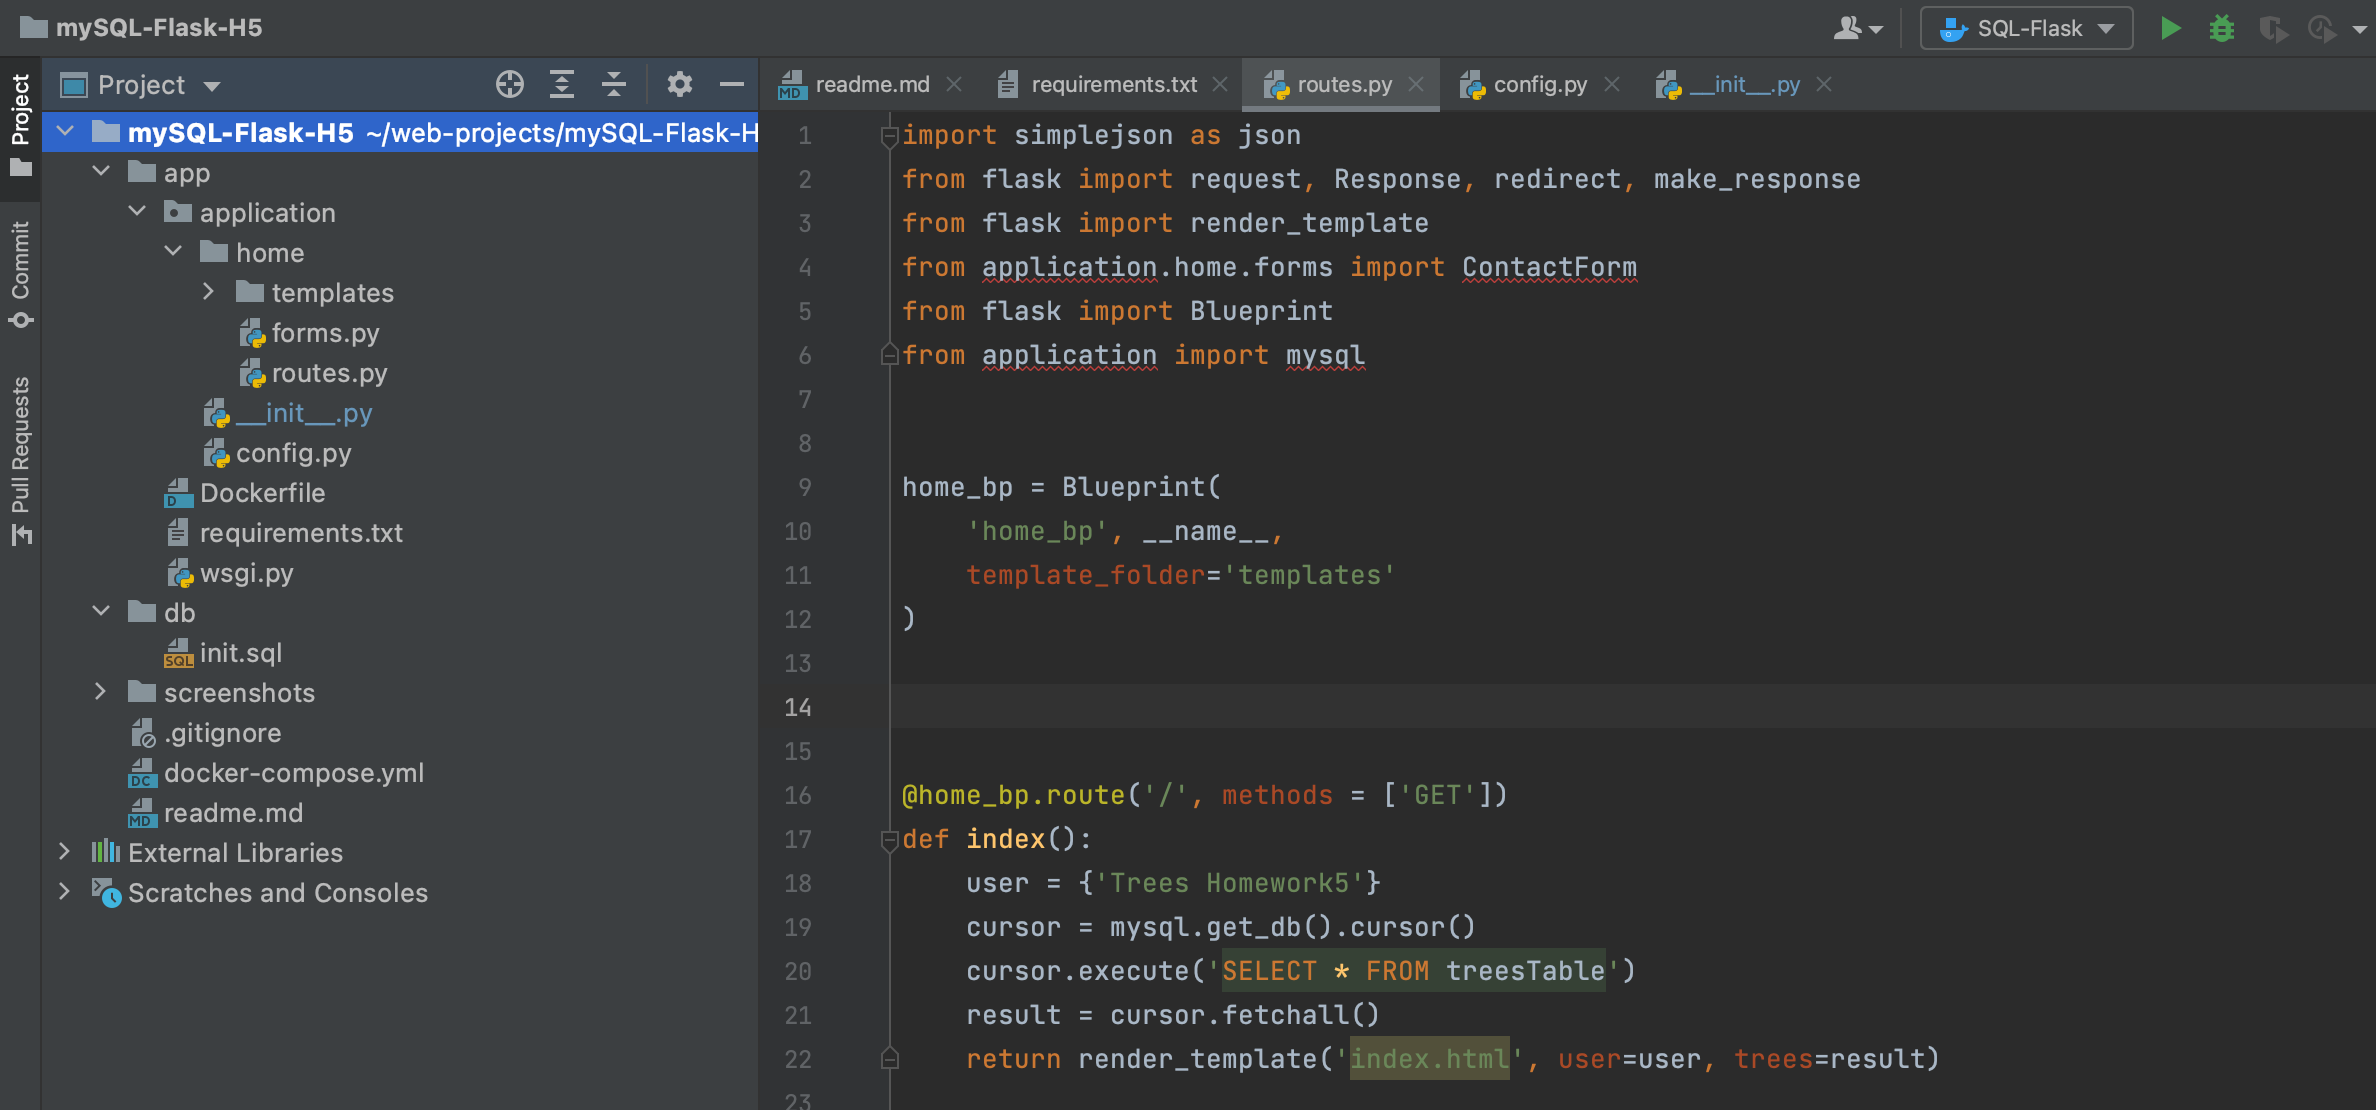 mySQL-Flask-H5
SQL-Flask
Project
Commit
Pull Requests
Project
mySQL-Flask-H5 ~/web-projects/mySQL-Flask-H
app
application
home
templates
forms.py
routes.py
__init__.py
config.py
Dockerfile
requirements.txt
wsgi.py
db
init.sql
screenshots
.gitignore
docker-compose.yml
readme.md
External Libraries
Scratches and Consoles
readme.md requirements.txt routes.py config.py __init__.py
1 import simplejson as json
2 from flask import request, Response, redirect, make_response
3 from flask import render_template
4 from application.home.forms import ContactForm
5 from flask import Blueprint
6 from application import mysql
7
8
9 home_bp = Blueprint(
10 'home_bp', __name__,
11 template_folder='templates'
12 )
13
14
15
16 @home_bp.route('/', methods = ['GET'])
17 def index():
18 user = {'Trees Homework5'}
19 cursor = mysql.get_db().cursor()
20 cursor.execute('SELECT * FROM treesTable')
21 result = cursor.fetchall()
22 return render_template('index.html', user=user, trees=result)
23